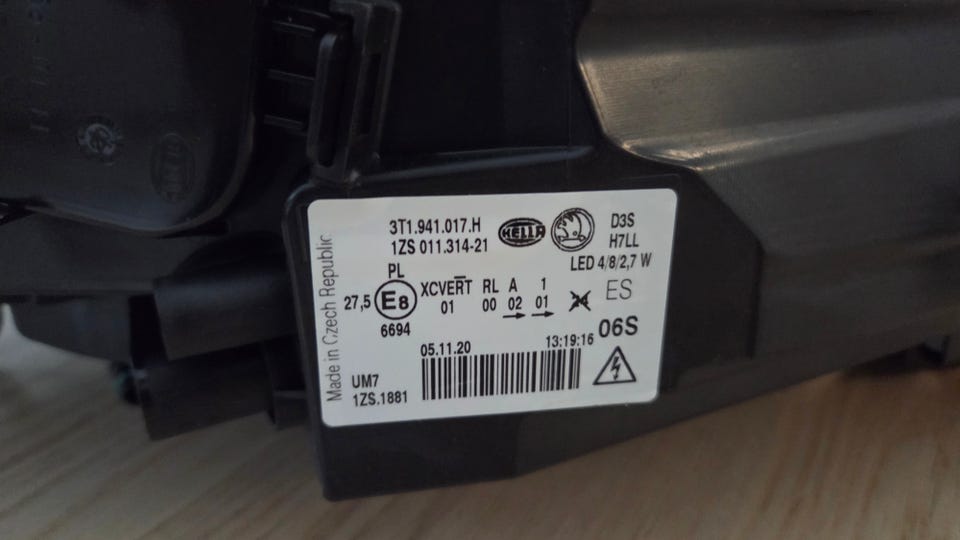 3T1.941.017.H
1ZS 011.314-21
HELLA
D3S
H7LL
LED 4/8/2,7 W
PL
27,5 E8
6694
XCVERT RL A 1
01 00 02 01
24 ES
06S
05.11.20 13:19:16
UM7
1ZS.1881
Made in Czech Republic
HELLA